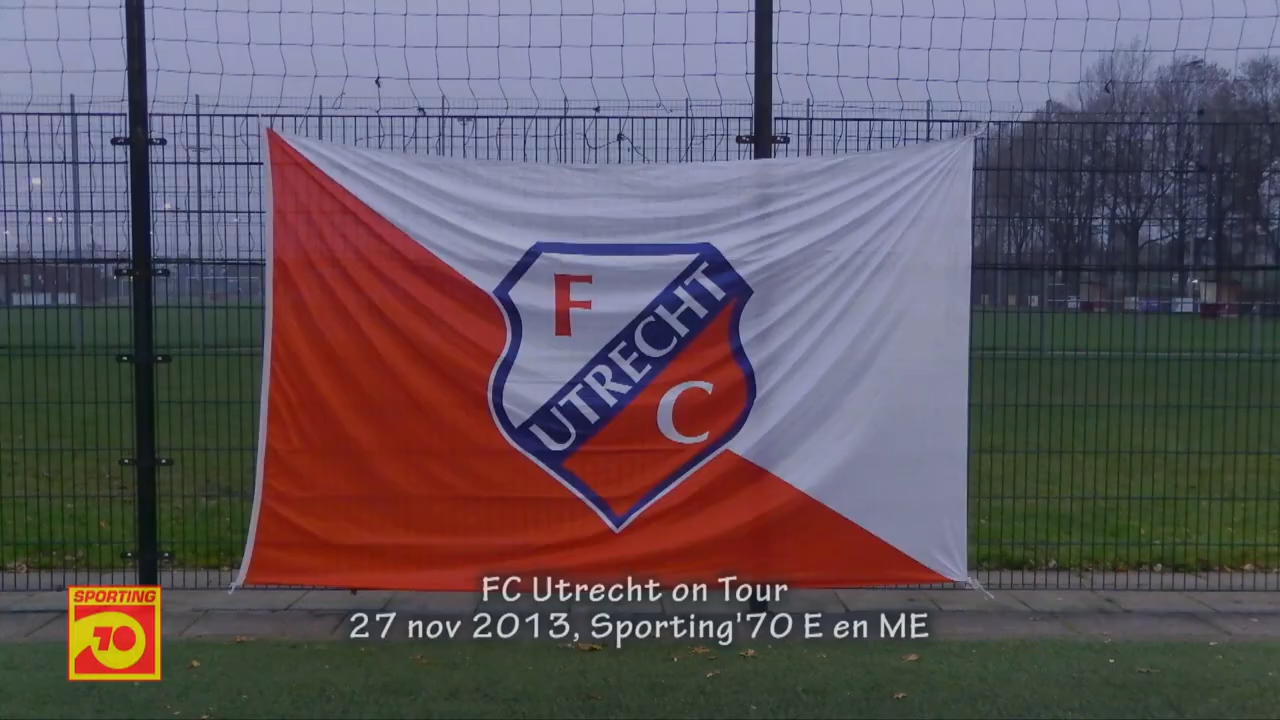 F
UTRECHT
C
FC Utrecht on Tour
27 nov 2013, Sporting'70 E en ME
SPORTING
70